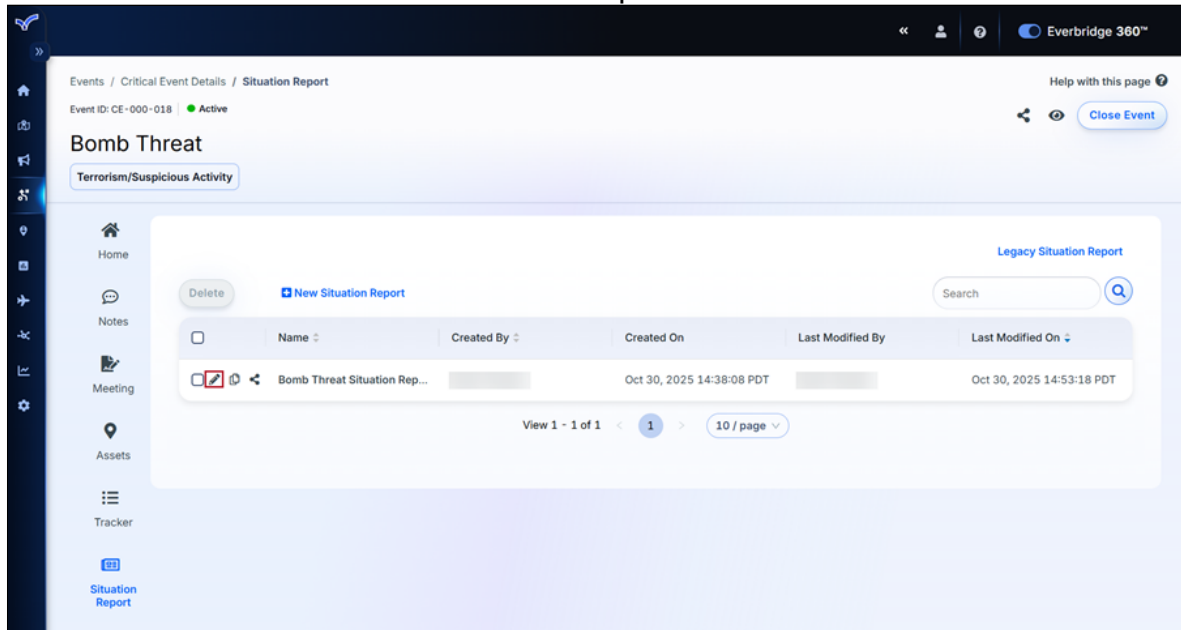 Everbridge 360™
Events / Critical Event Details / Situation Report
Help with this page
Event ID: CE-000-018 Active
Close Event
Bomb Threat
Terrorism/Suspicious Activity
Home
Legacy Situation Report
Delete
New Situation Report
Search
Notes
Name
Created By
Created On
Last Modified By
Last Modified On
Meeting
Bomb Threat Situation Rep...
Oct 30, 2025 14:38:08 PDT
Oct 30, 2025 14:53:18 PDT
View 1 - 1 of 1
1
10 / page
Assets
Tracker
Situation
Report